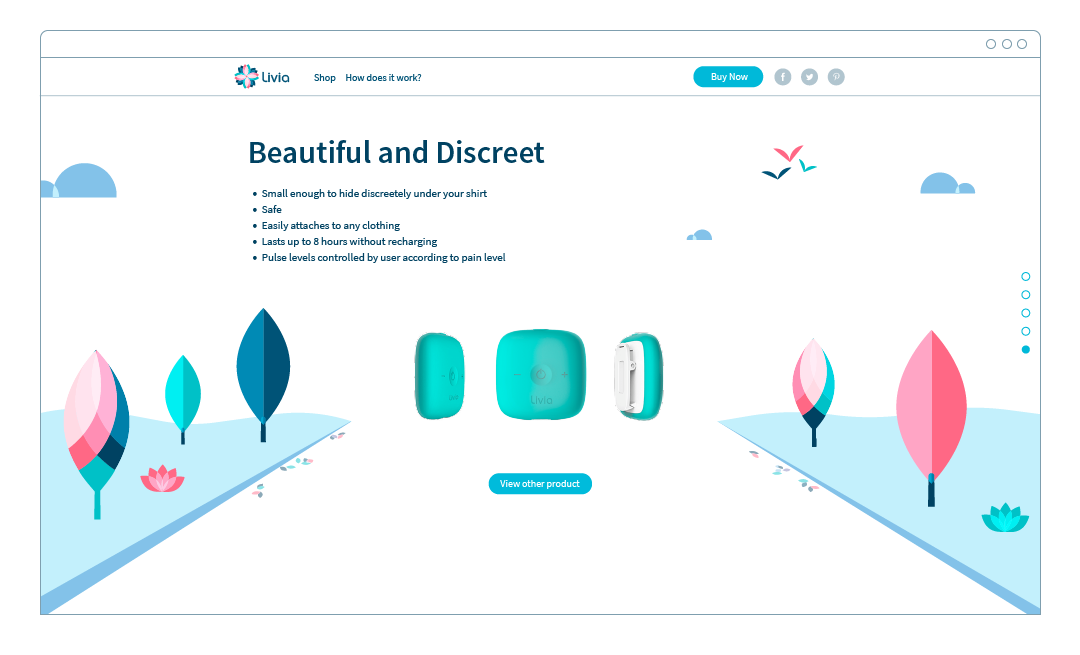 Livia
Shop
How does it work?
Buy Now
Beautiful and Discreet
• Small enough to hide discreetely under your shirt
• Safe
• Easily attaches to any clothing
• Lasts up to 8 hours without recharging
• Pulse levels controlled by user according to pain level
Livia
View other product